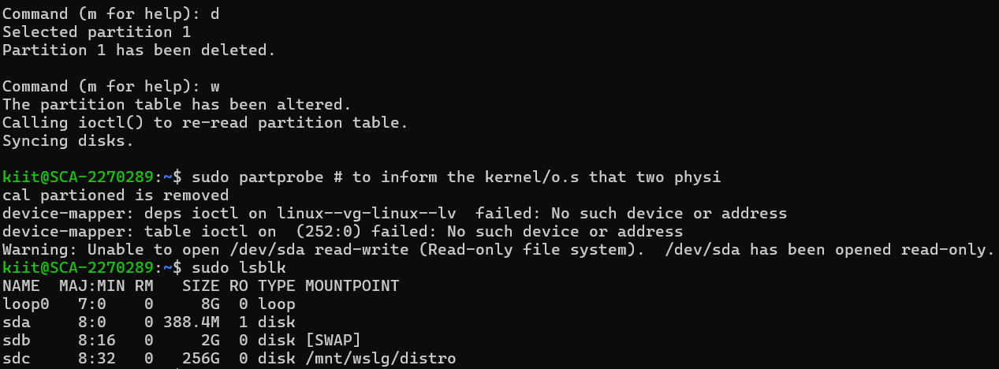 Command (m for help): d
Selected partition 1
Partition 1 has been deleted.
Command (m for help): w
The partition table has been altered.
Calling ioctl() to re-read partition table.
Syncing disks.
kiit@SCA-2270289:~$ sudo partprobe # to inform the kernel/o.s that two physi
cal partioned is removed
device-mapper: deps ioctl on linux--vg-linux--lv  failed: No such device or address
device-mapper: table ioctl on  (252:0) failed: No such device or address
Warning: Unable to open /dev/sda read-write (Read-only file system).  /dev/sda has been opened read-only.
kiit@SCA-2270289:~$ sudo lsblk
NAME  MAJ:MIN RM   SIZE RO TYPE MOUNTPOINT
loop0   7:0    0     8G  0 loop
sda     8:0    0 388.4M  1 disk
sdb     8:16   0     2G  0 disk [SWAP]
sdc     8:32   0   256G  0 disk /mnt/wslg/distro